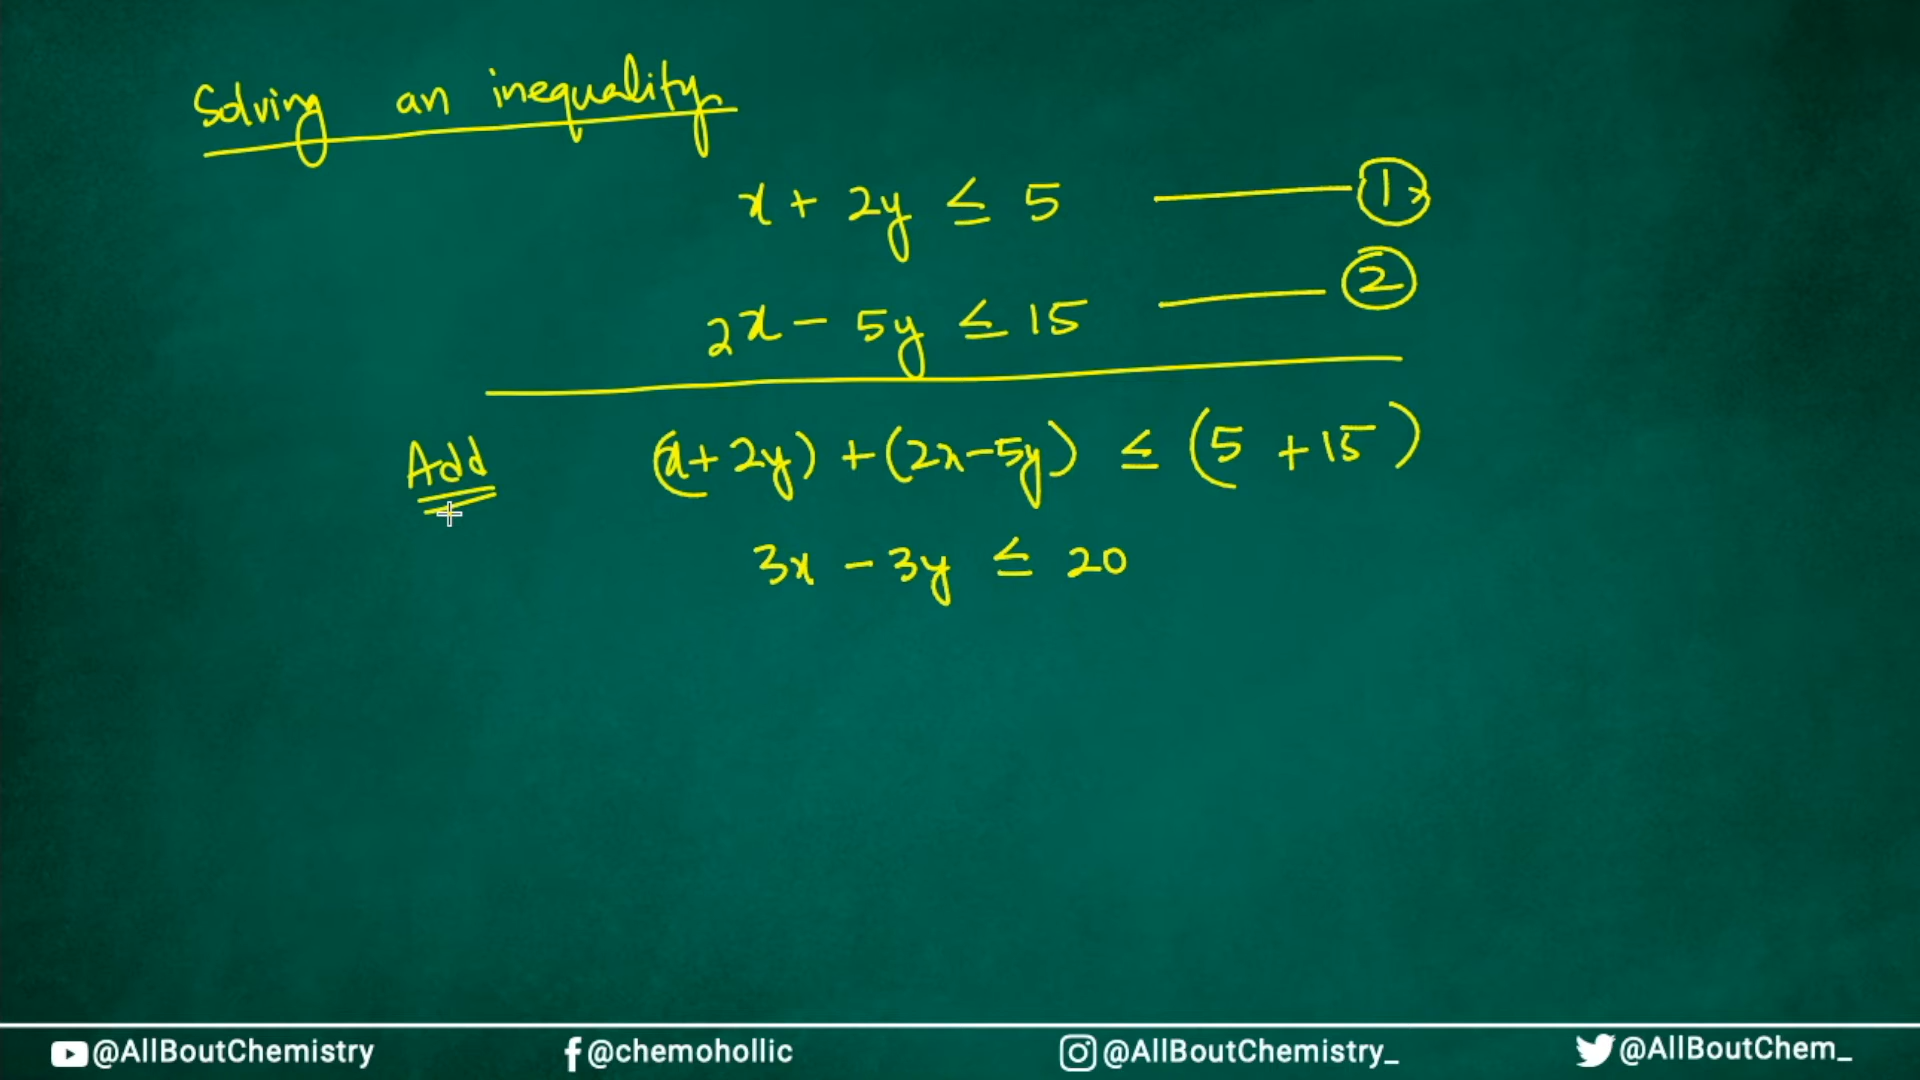 Solving an inequality
x + 2y ≤ 5 ——— 1
2x - 5y ≤ 15 ——— 2
Add (x+2y) + (2x-5y) ≤ (5 + 15)
3x - 3y ≤ 20
@AllBoutChemistry @chemohollic @AllBoutChemistry_ @AllBoutChem_